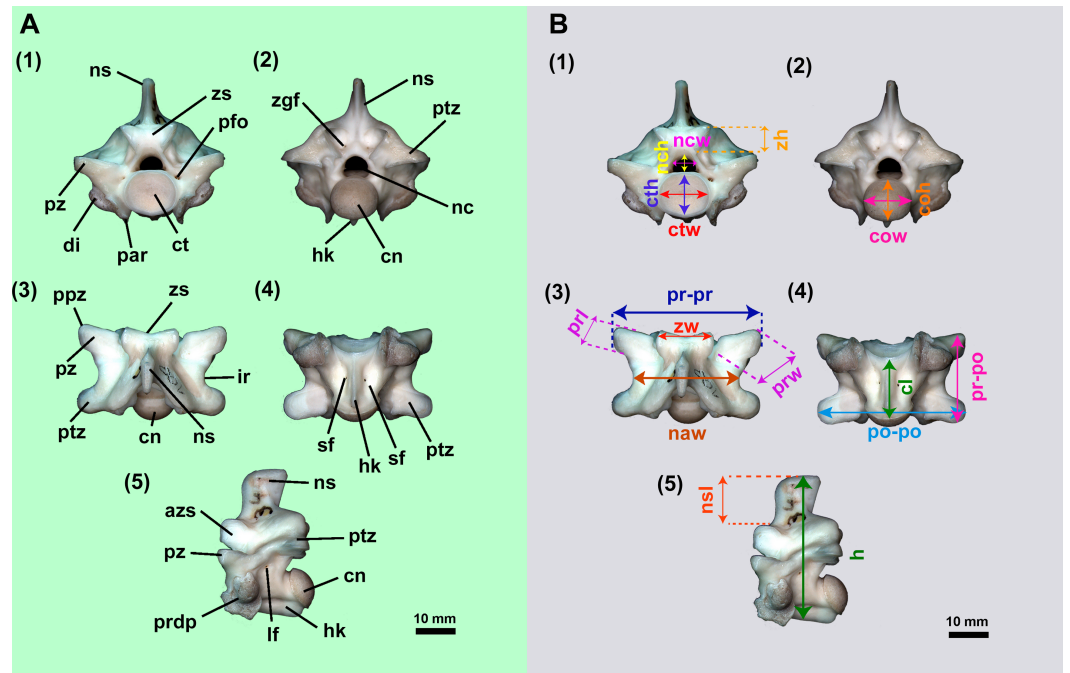 A
(1)
ns
zs
pfo
pz
di
par
ct
(2)
zgf
ns
ptz
nc
hk
cn
(3)
ppz
zs
pz
ir
ptz
cn
ns
(4)
sf
hk
sf
ptz
(5)
ns
azs
ptz
pz
cn
prdp
lf
hk
10 mm
B
(1)
zh
ncw
nch
cth
ctw
(2)
coh
cow
(3)
pr-pr
prl
zw
prw
naw
(4)
cl
pr-po
po-po
(5)
nsl
h
10 mm